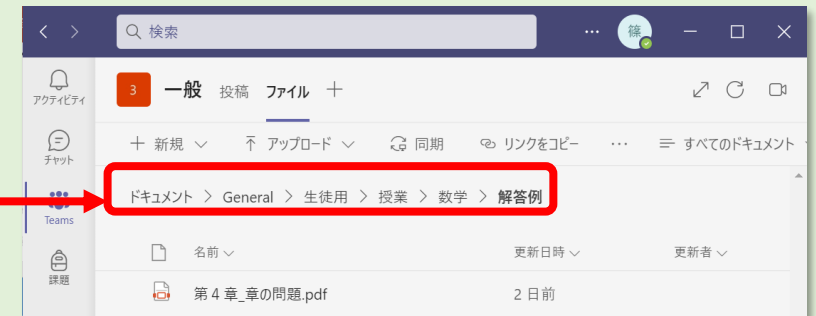 検索
… 篠
アクティビティ
3 一般 投稿 ファイル +
チャット
+ 新規 アップロード 同期 リンクをコピー … すべてのドキュメント
Teams
ドキュメント > General > 生徒用 > 授業 > 数学 > 解答例
課題
名前 更新日時 更新者
第 4 章_章の問題.pdf 2 日前